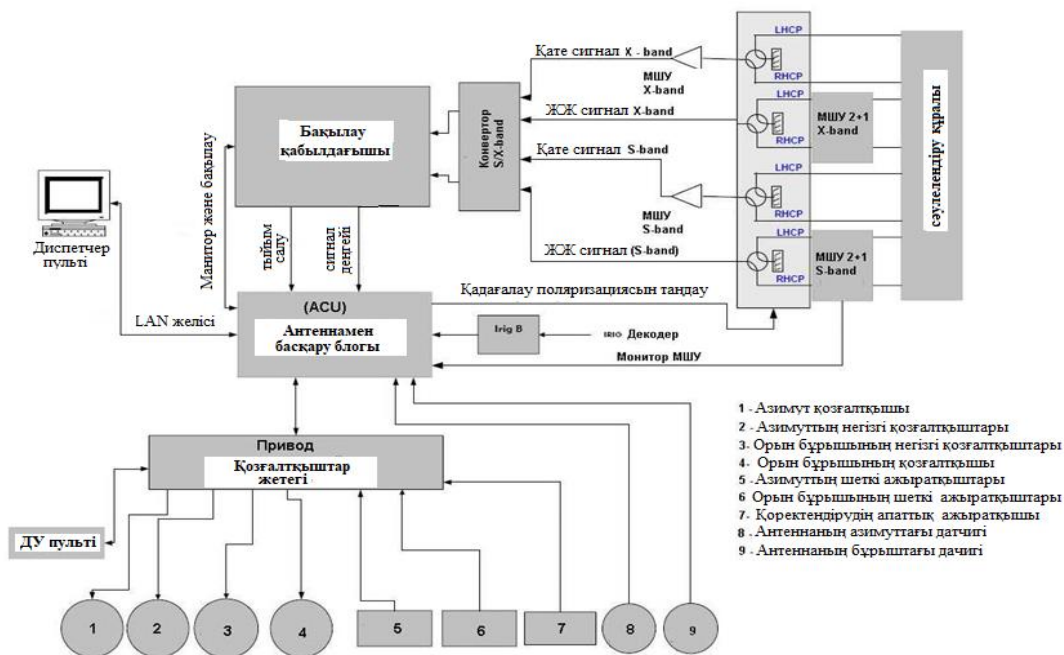 LHCP
RHCP
LHCP
RHCP
LHCP
RHCP
LHCP
RHCP
МШУ 2+1
X-band
МШУ 2+1
S-band
сәулелендіру құралы
Қате сигнал X - band
МШУ
X-band
ЖЖ сигнал X-band
Қате сигнал S-band
МШУ
S-band
ЖЖ сигнал (S-band)
Конвертор
S/X-band
Бақылау
қабылдағышы
Манитор және бақылау
Диспетчер
пульті
LAN желісі
тыйым
салу
сигнал
деңгейі
Қадағалау поляризациясын таңдау
(ACU)
Антеннамен
басқару блогы
Irig B
IRIG Декодер
Монитор МШУ
Привод
Қозғалтқыштар
жетегі
ДУ пульті
1
2
3
4
5
6
7
8
9
1 - Азимут қозғалтқышы
2 - Азимуттың негізгі қозғалтқыштары
3- Орын бұрышының негізгі қозғалтқыштары
4- Орын бұрышының қозғалтқышы
5 - Азимуттың шеткі ажыратқыштары
6 Орын бұрышының шеткі ажыратқыштары
7- Қоректендірудің апаттық ажыратқышы
8 - Антеннаның азимуттағы датчигі
9 - Антеннаның бұрыштағы дачигі